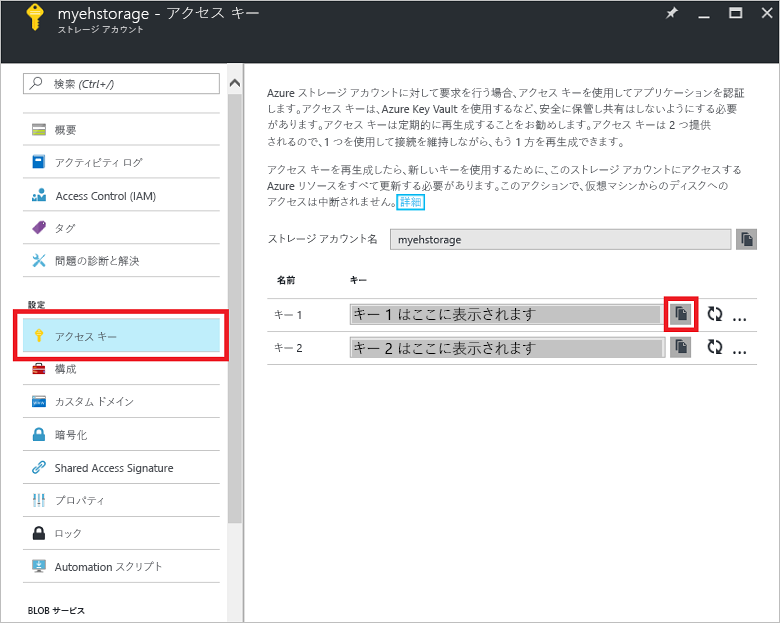 myehstorage - アクセス キー
ストレージ アカウント
検索 (Ctrl+/)
概要
アクティビティ ログ
Access Control (IAM)
タグ
問題の診断と解決
設定
アクセス キー
構成
カスタム ドメイン
暗号化
Shared Access Signature
プロパティ
ロック
Automation スクリプト
BLOB サービス
Azure ストレージ アカウントに対して要求を行う場合、アクセス キーを使用してアプリケーションを認証
します。アクセス キーは、Azure Key Vault を使用するなど、安全に保管し共有はしないようにする必要
があります。アクセス キーは定期的に再生成することをお勧めします。アクセス キーは 2 つ提供
されるので、1 つを使用して接続を維持しながら、もう 1 方を再生成できます。
アクセス キーを再生成したら、新しいキーを使用するために、このストレージ アカウントにアクセスする
Azure リソースをすべて更新する必要があります。このアクションで、仮想マシンからのディスクへの
アクセスは中断されません。詳細
ストレージ アカウント名 myehstorage
名前 キー
キー 1 キー 1 はここに表示されます ...
キー 2 キー 2 はここに表示されます ...